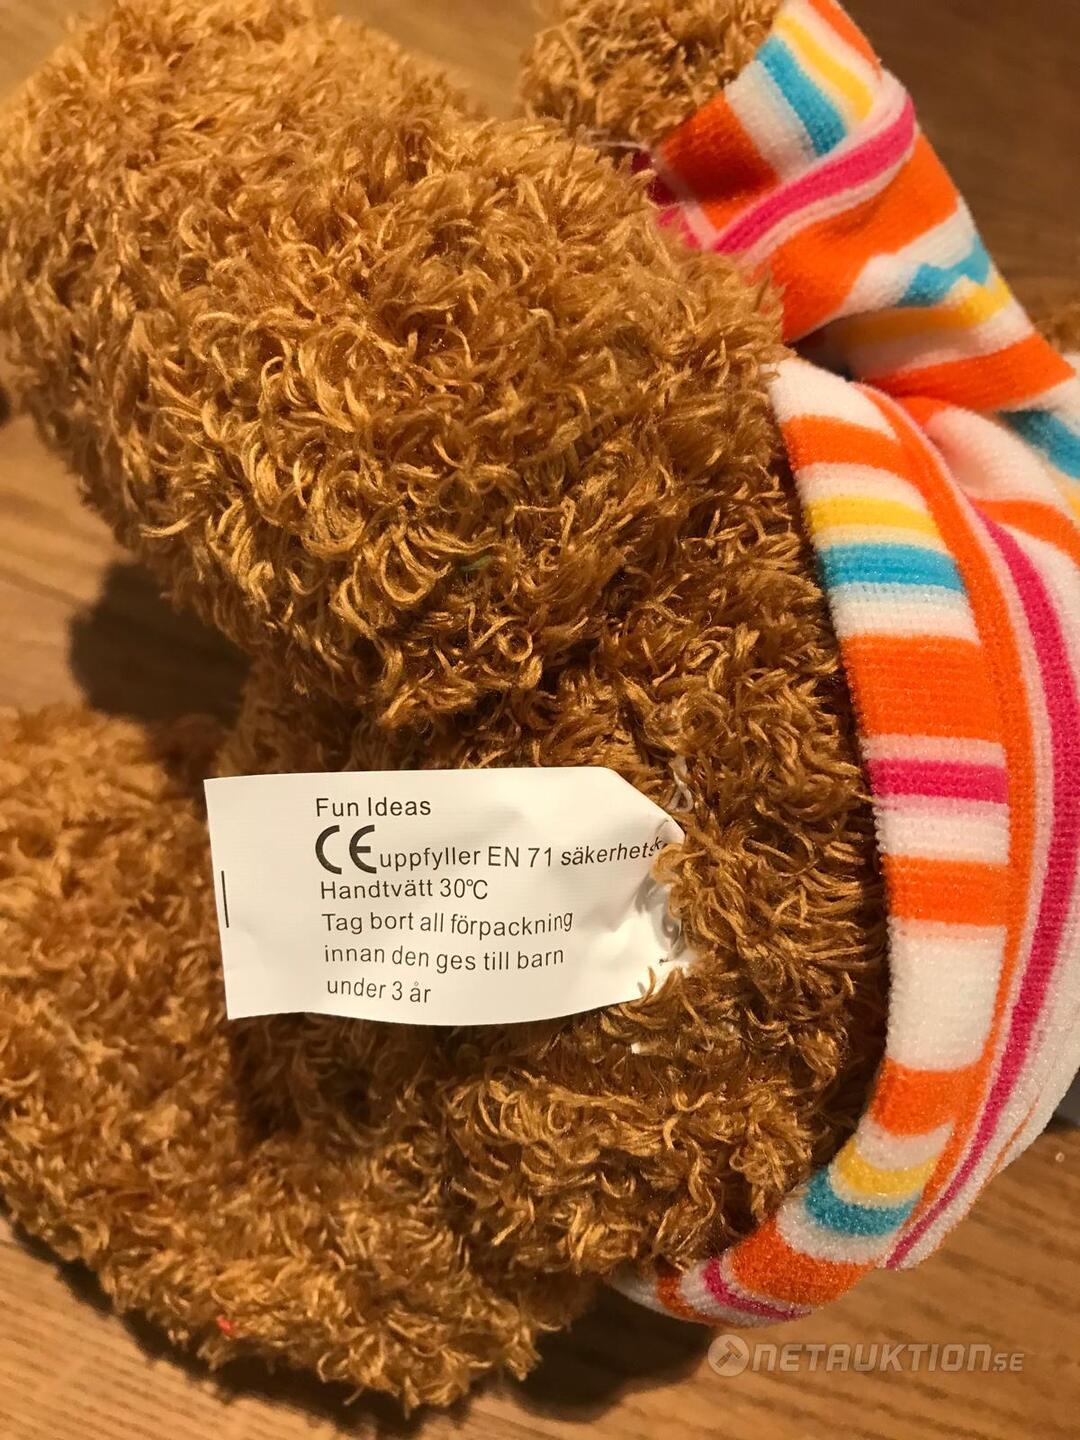 Fun Ideas
CE uppfyller EN 71 säkerhetsk
Handtvätt 30°C
Tag bort all förpackning
innan den ges till barn
under 3 år
NETAUKTION.SE